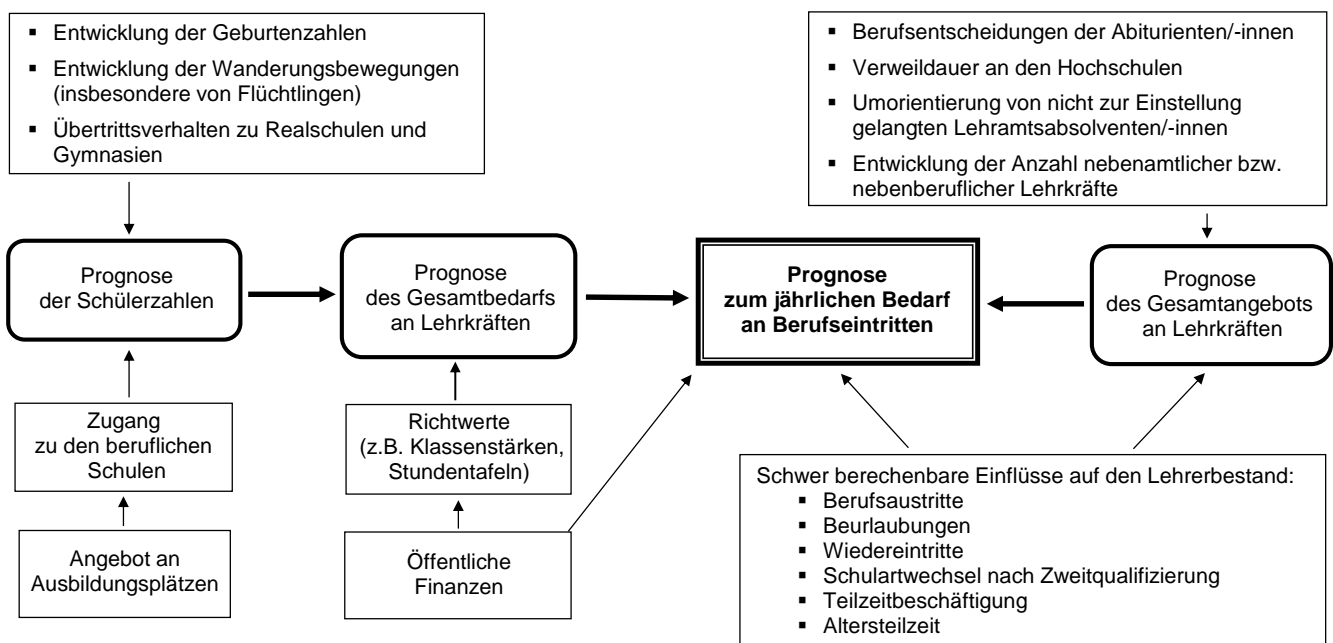 ▪ Entwicklung der Geburtenzahlen
▪ Entwicklung der Wanderungsbewegungen
(insbesondere von Flüchtlingen)
▪ Übertrittsverhalten zu Realschulen und
Gymnasien
▪ Berufsentscheidungen der Abiturienten/-innen
▪ Verweildauer an den Hochschulen
▪ Umorientierung von nicht zur Einstellung
gelangten Lehramtsabsolventen/-innen
▪ Entwicklung der Anzahl nebenamtlicher bzw.
nebenberuflicher Lehrkräfte
Prognose
der Schülerzahlen
Prognose
des Gesamtbedarfs
an Lehrkräften
Prognose
zum jährlichen Bedarf
an Berufseintritten
Prognose
des Gesamtangebots
an Lehrkräften
Zugang
zu den beruflichen
Schulen
Richtwerte
(z.B. Klassenstärken,
Stundentafeln)
Angebot an
Ausbildungsplätzen
Öffentliche
Finanzen
Schwer berechenbare Einflüsse auf den Lehrerbestand:
▪ Berufsaustritte
▪ Beurlaubungen
▪ Wiedereintritte
▪ Schulartwechsel nach Zweitqualifizierung
▪ Teilzeitbeschäftigung
▪ Altersteilzeit